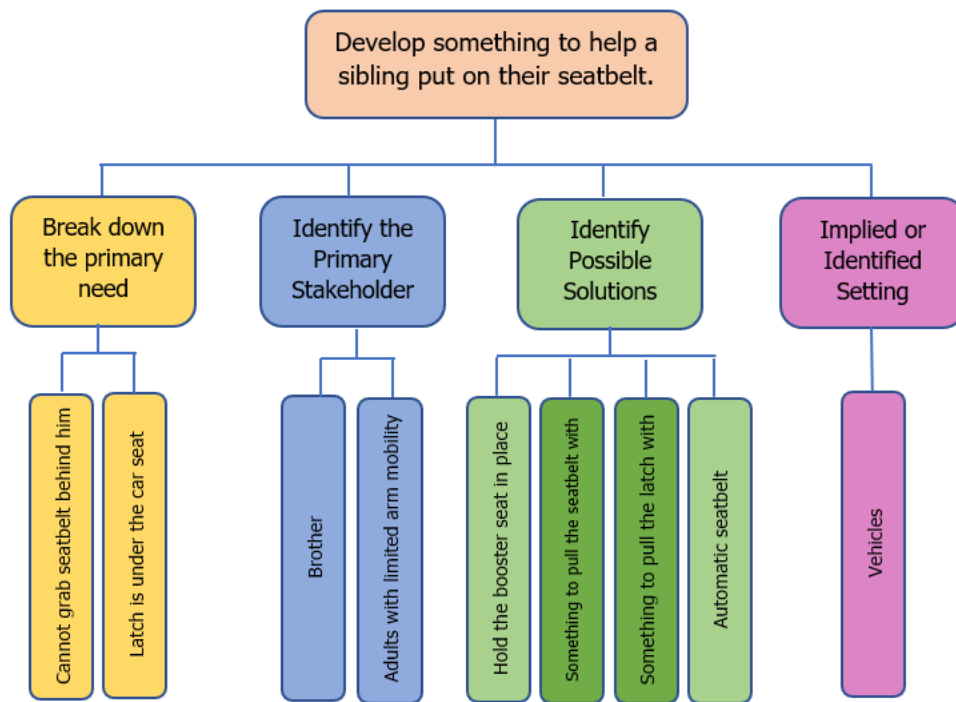 Develop something to help a
sibling put on their seatbelt.
Break down
the primary
need
Identify the
Primary
Stakeholder
Identify
Possible
Solutions
Implied or
Identified
Setting
Cannot grab seatbelt behind him
Latch is under the car seat
Brother
Adults with limited arm mobility
Hold the booster seat in place
Something to pull the seatbelt with
Something to pull the latch with
Automatic seatbelt
Vehicles